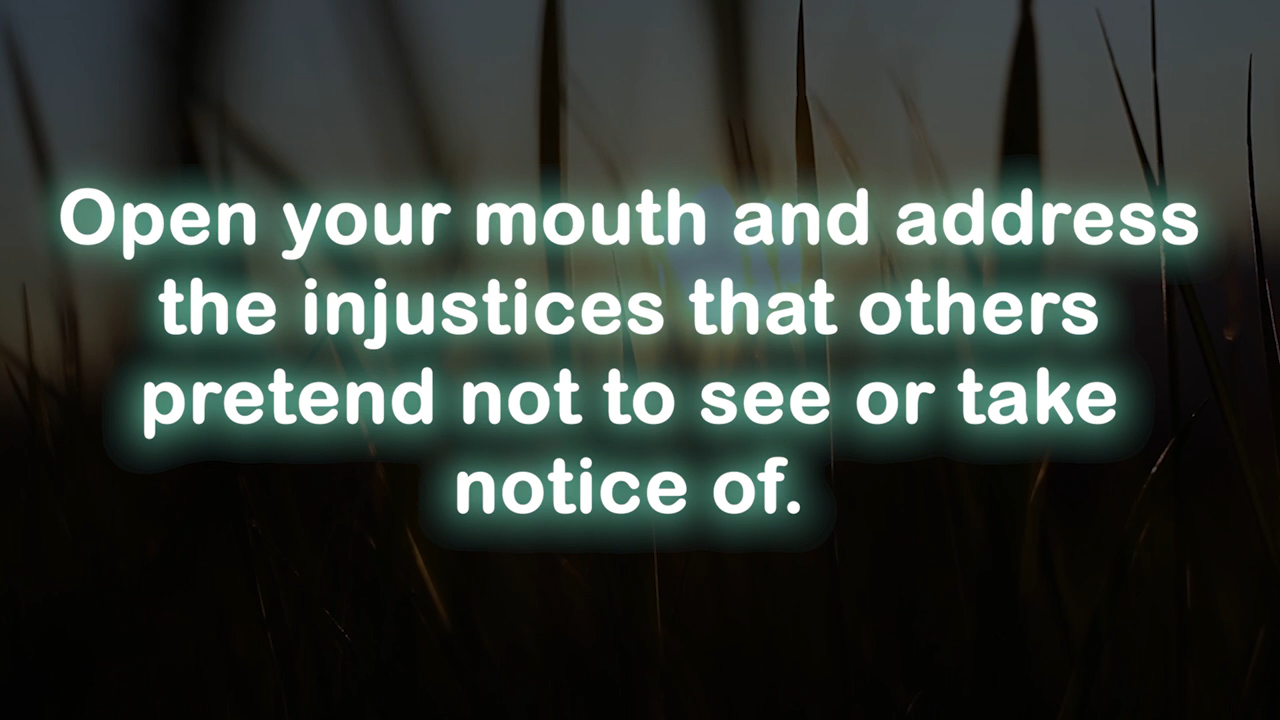 Open your mouth and address
the injustices that others
pretend not to see or take
notice of.